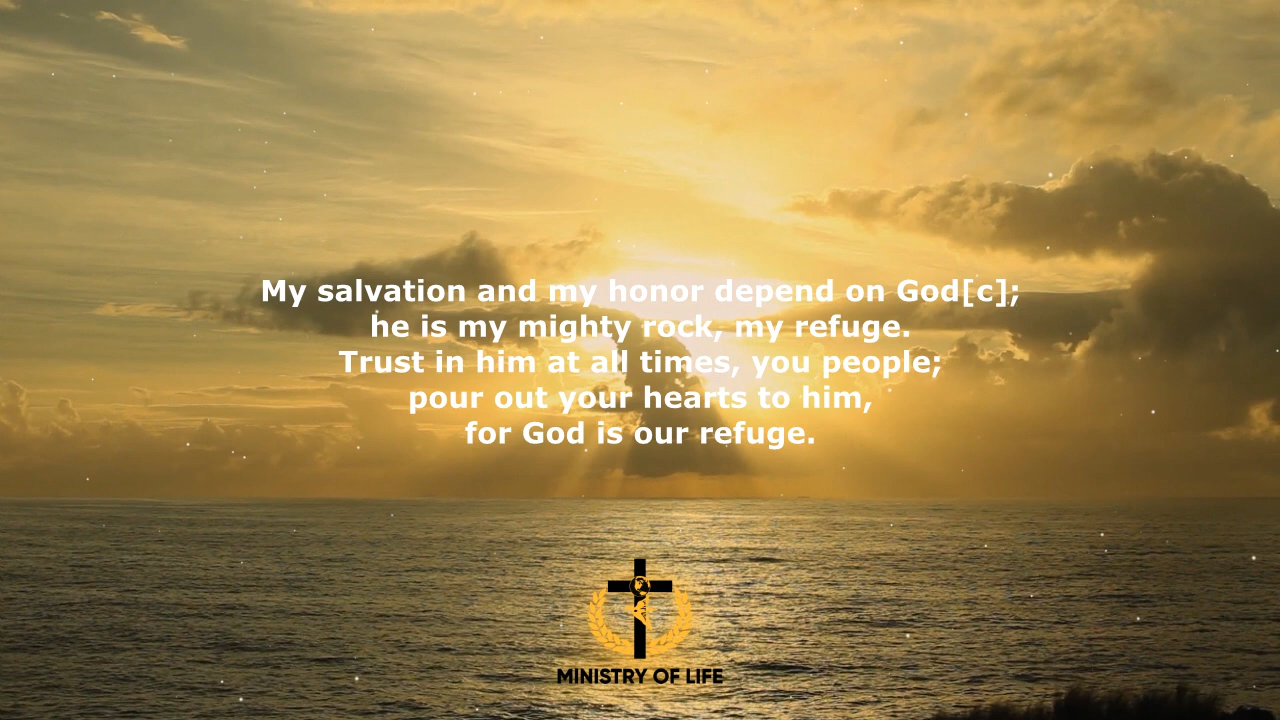 My salvation and my honor depend on God[c];
he is my mighty rock, my refuge.
Trust in him at all times, you people;
pour out your hearts to him,
for God is our refuge.
MINISTRY OF LIFE